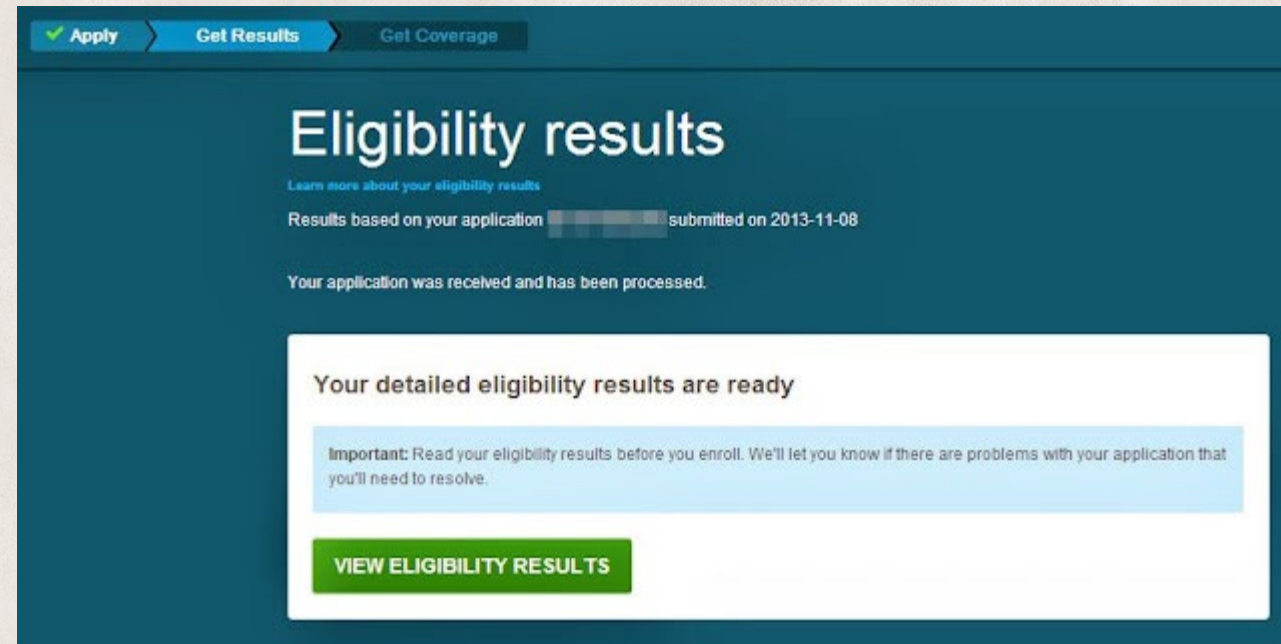 Apply Get Results Get Coverage
Eligibility results
Learn more about your eligibility results
Results based on your application submitted on 2013-11-08
Your application was received and has been processed.
Your detailed eligibility results are ready
Important: Read your eligibility results before you enroll. We'll let you know if there are problems with your application that
you'll need to resolve.
VIEW ELIGIBILITY RESULTS